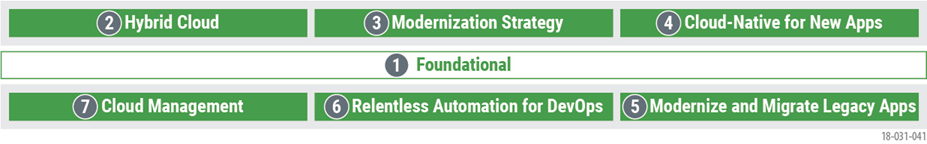 2 Hybrid Cloud
3 Modernization Strategy
4 Cloud-Native for New Apps
1 Foundational
7 Cloud Management
6 Relentless Automation for DevOps
5 Modernize and Migrate Legacy Apps
18-031-041